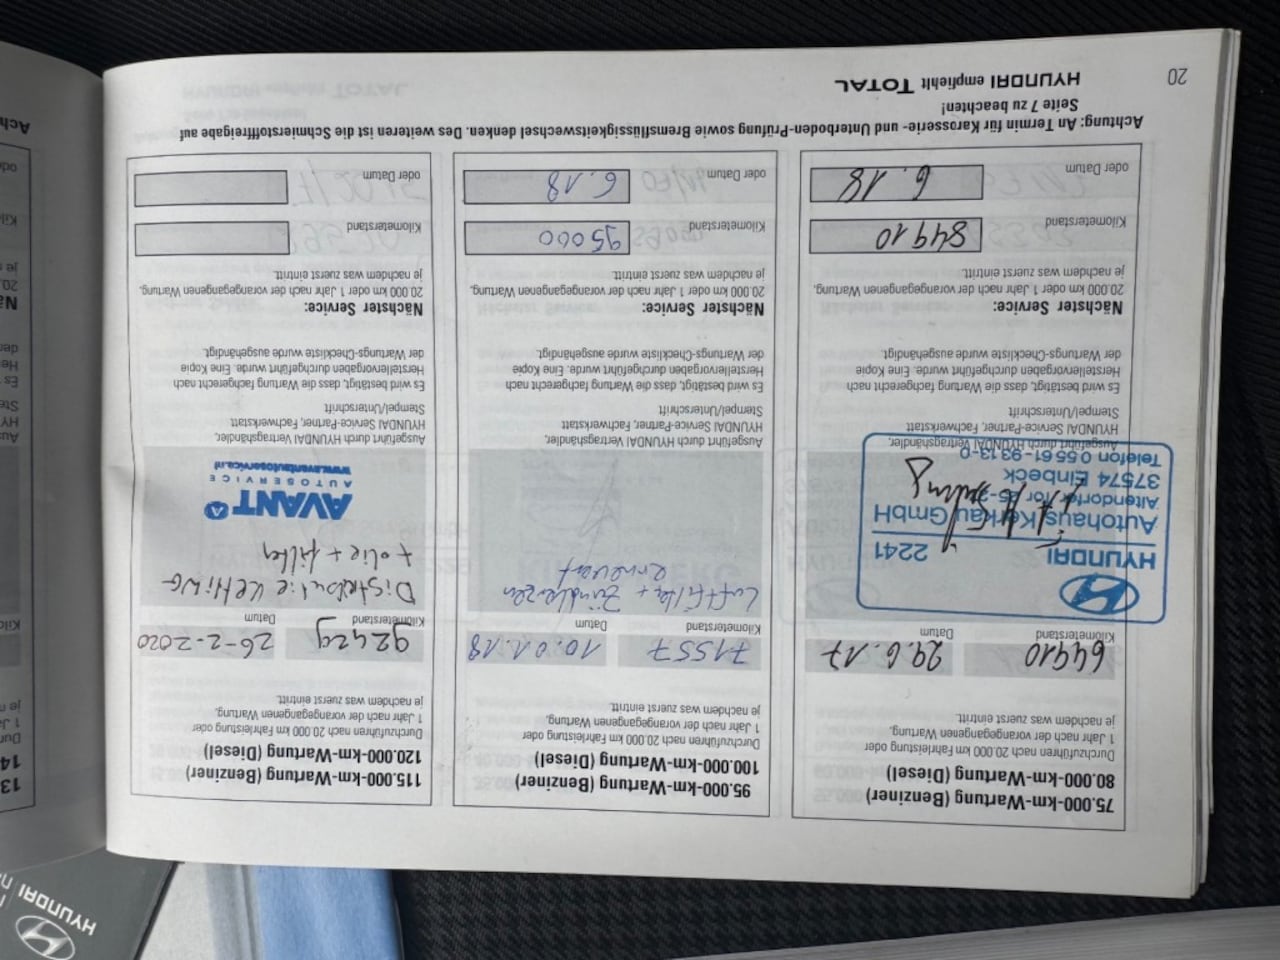 75.000-km-Wartung (Benziner)
80.000-km-Wartung (Diesel)
Durchzuführen nach 20 000 km Fahrleistung oder
1 Jahr nach der vorangegangenen Wartung,
je nachdem was zuerst eintritt.
64410 29.6.17
Kilometerstand Datum
HYUNDAI
2241
Autohaus Kerkau GmbH
Altendorfer Tor 25-
37574 Einbeck
Telefon 0 55 61-93 13-0
Ausgeführt durch HYUNDAI Vertragshändler,
HYUNDAI Service-Partner, Fachwerkstatt
Stempel/Unterschrift
Es wird bestätigt, dass die Wartung fachgerecht nach
Herstellervorgaben durchgeführt wurde. Eine Kopie
der Wartungs-Checkliste wurde ausgehändigt.
Nächster Service:
20.000 km oder 1 Jahr nach der vorangegangenen Wartung,
je nachdem was zuerst eintritt.
Kilometerstand 84410
oder Datum 6.18
95.000-km-Wartung (Benziner)
100.000-km-Wartung (Diesel)
Durchzuführen nach 20.000 km Fahrleistung oder
1 Jahr nach der vorangegangenen Wartung,
je nachdem was zuerst eintritt.
71557 10.01.18
Kilometerstand Datum
Luftfilter + Zündkerzen
erneuert
Ausgeführt durch HYUNDAI Vertragshändler,
HYUNDAI Service-Partner, Fachwerkstatt
Stempel/Unterschrift
Es wird bestätigt, dass die Wartung fachgerecht nach
Herstellervorgaben durchgeführt wurde. Eine Kopie
der Wartungs-Checkliste wurde ausgehändigt.
Nächster Service:
20.000 km oder 1 Jahr nach der vorangegangenen Wartung,
je nachdem was zuerst eintritt.
Kilometerstand 95000
oder Datum 6.18
115.000-km-Wartung (Benziner)
120.000-km-Wartung (Diesel)
Durchzuführen nach 20 000 km Fahrleistung oder
1 Jahr nach der vorangegangenen Wartung,
je nachdem was zuerst eintritt.
92429 26-2-2020
Kilometerstand Datum
Distributie Ketting
+ olie + filter
AVANT
AUTOSERVICE
www.avantautoservice.nl
Ausgeführt durch HYUNDAI Vertragshändler,
HYUNDAI Service-Partner, Fachwerkstatt
Stempel/Unterschrift
Es wird bestätigt, dass die Wartung fachgerecht nach
Herstellervorgaben durchgeführt wurde. Eine Kopie
der Wartungs-Checkliste wurde ausgehändigt.
Nächster Service:
20.000 km oder 1 Jahr nach der vorangegangenen Wartung,
je nachdem was zuerst eintritt.
Kilometerstand
oder Datum
Achtung: An Termin für Karosserie- und Unterboden-Prüfung sowie Bremsflüssigkeitswechsel denken. Des weiteren ist die Schmierstofffreigabe auf
Seite 7 zu beachten!
HYUNDAI empfiehlt TOTAL
20
HYUNDAI